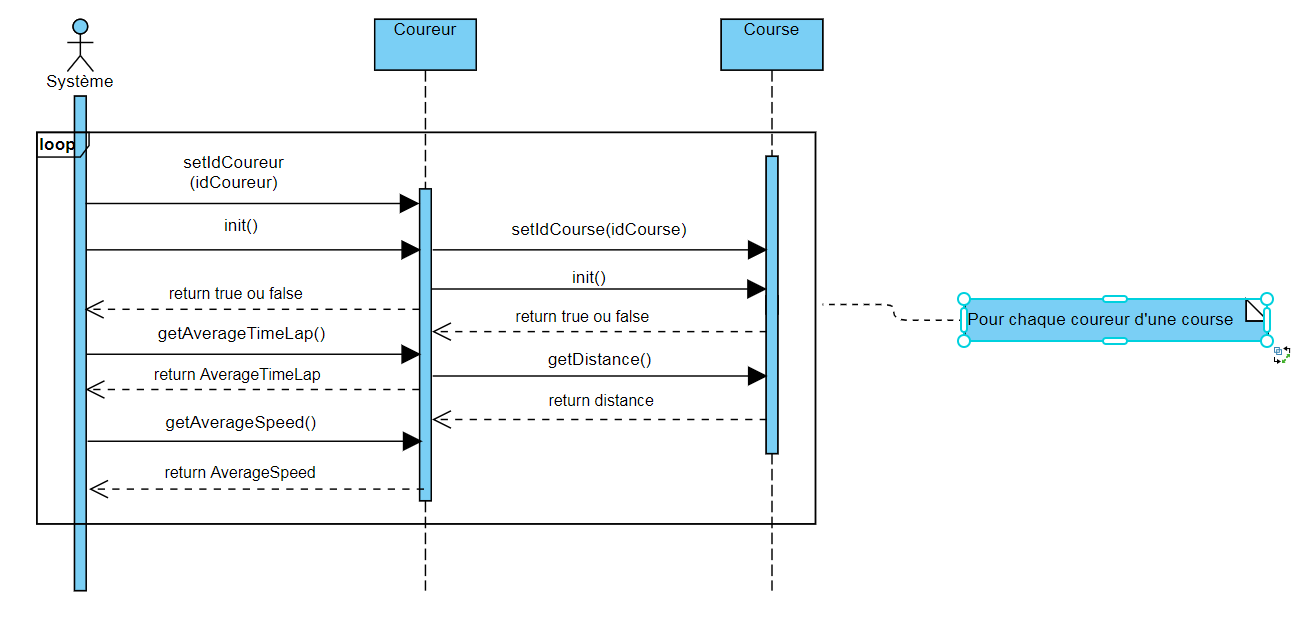 Coureur
Course
Système
loop
setIdCoureur
(idCoureur)
init()
setIdCourse(idCourse)
init()
return true ou false
return true ou false
Pour chaque coureur d'une course
getAverageTimeLap()
getDistance()
return AverageTimeLap
return distance
getAverageSpeed()
return AverageSpeed